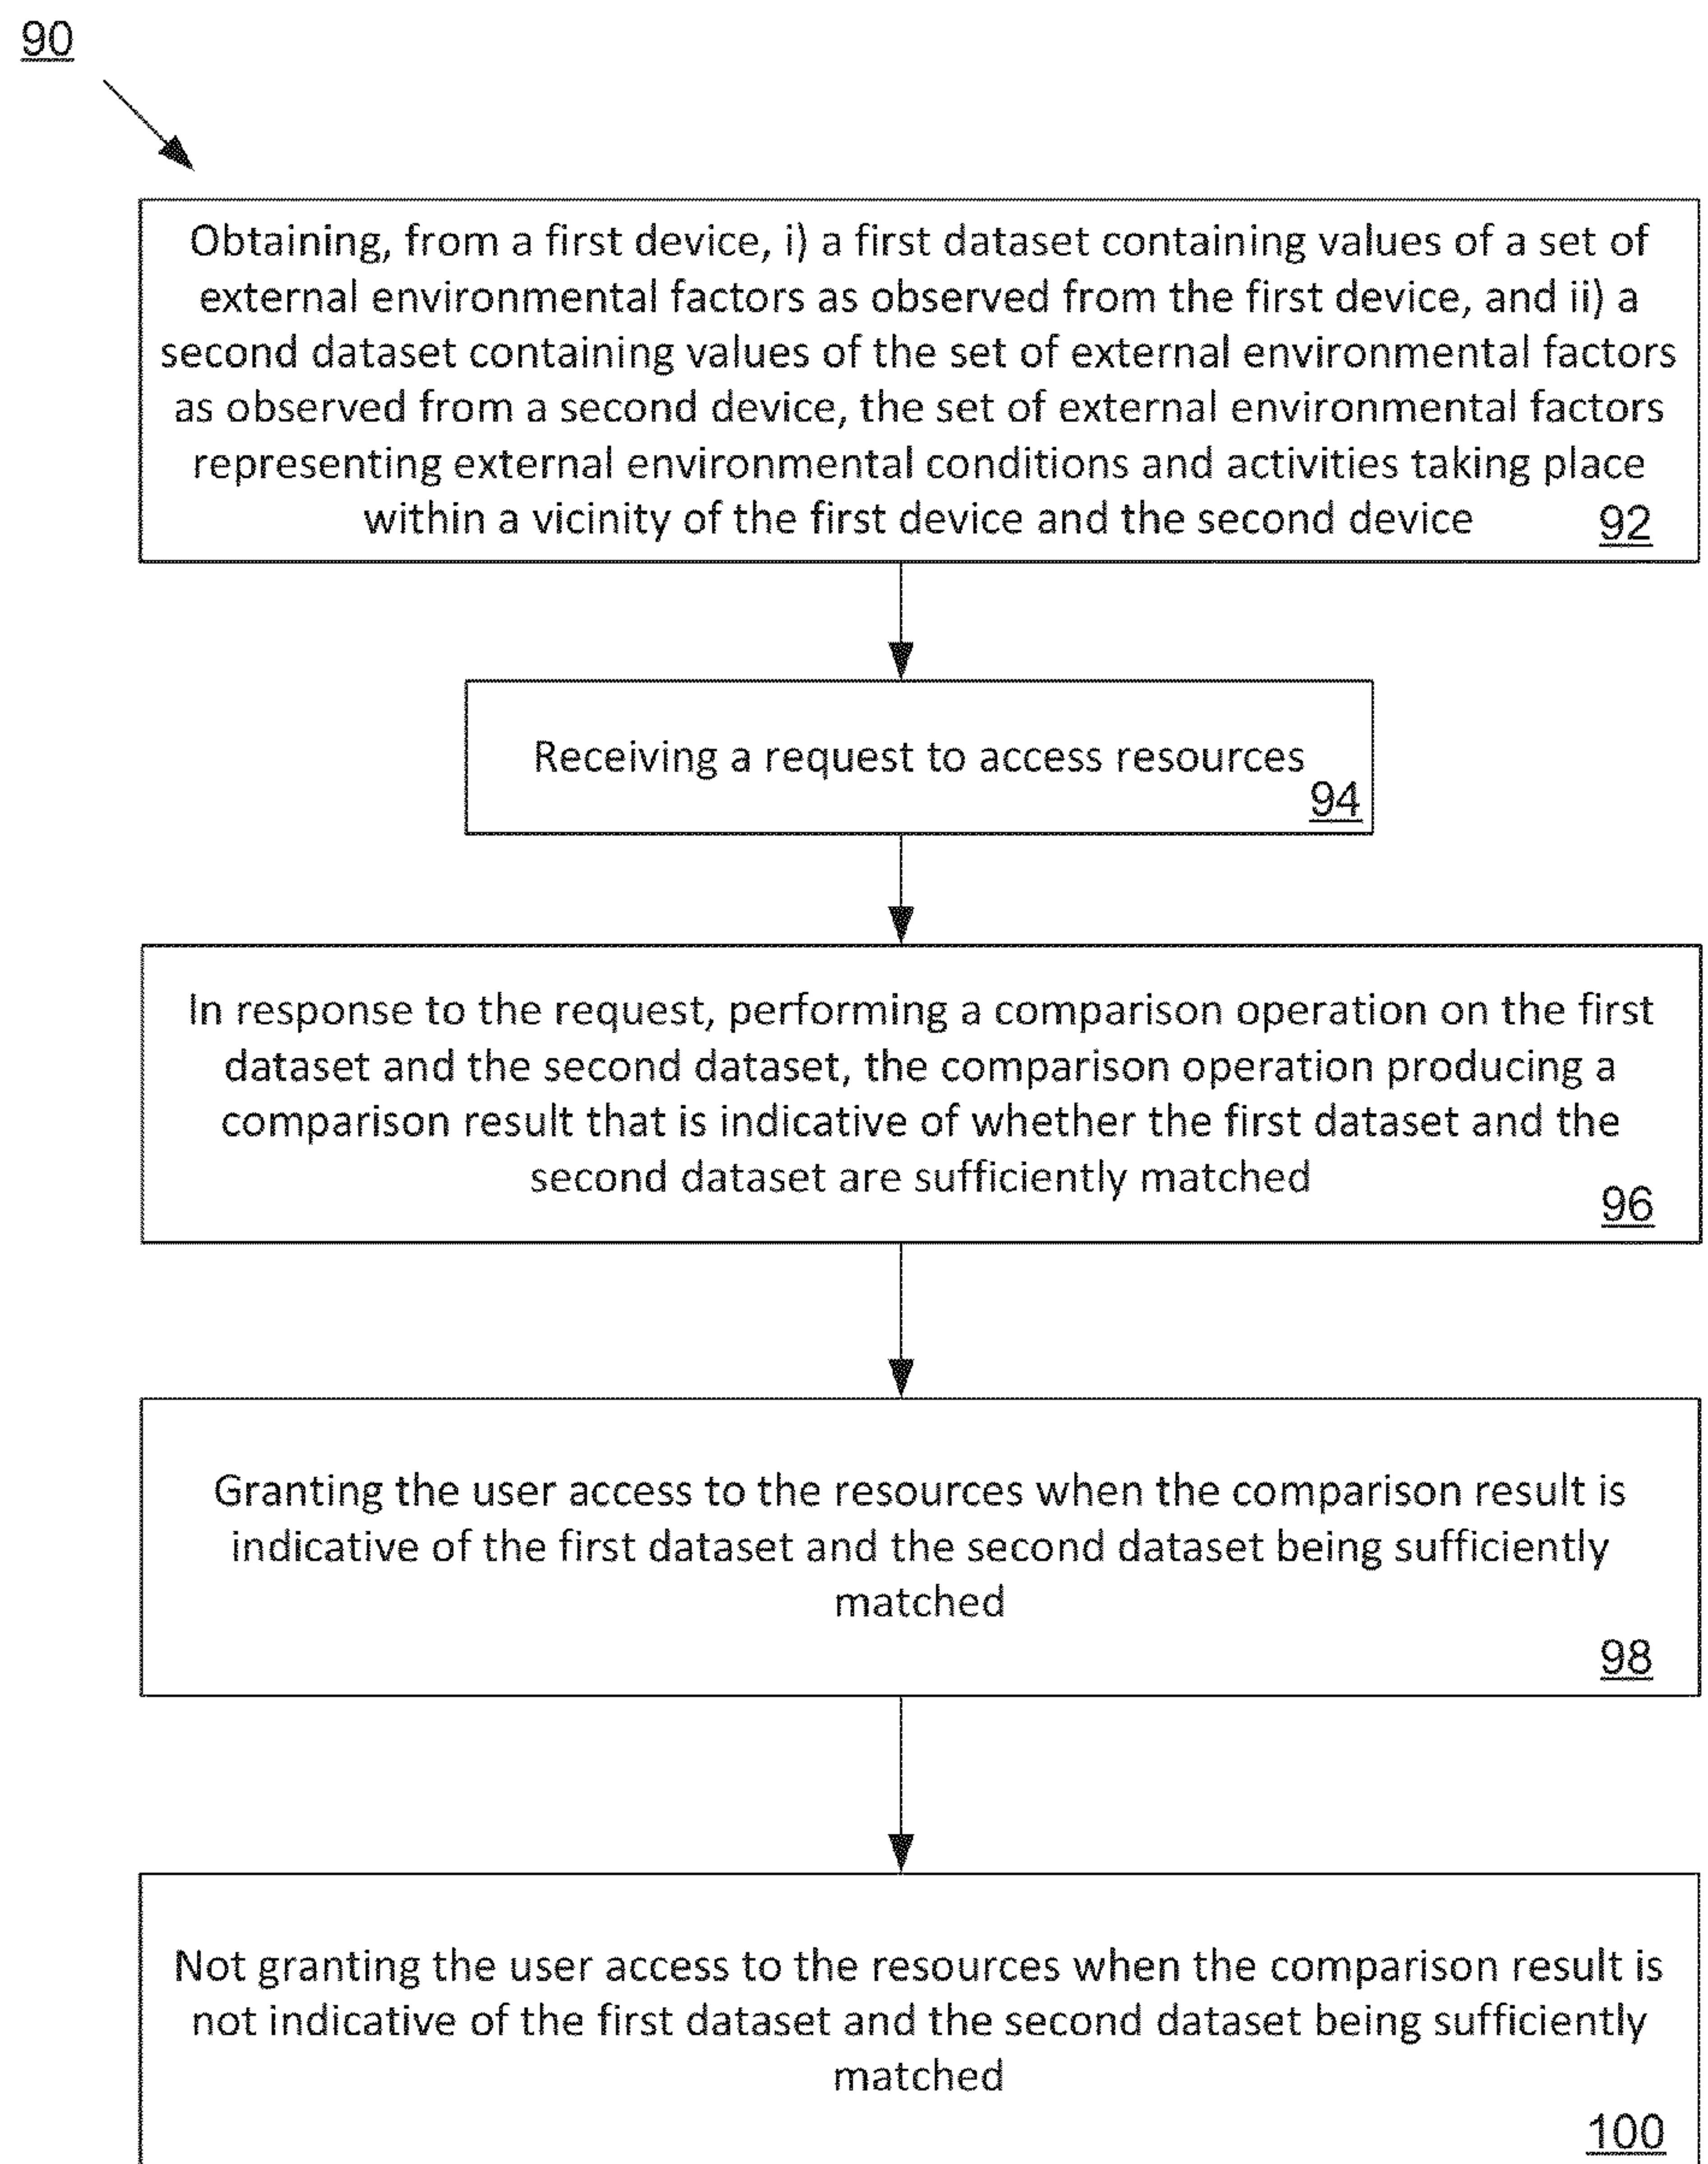 90
Obtaining, from a first device, i) a first dataset containing values of a set of
external environmental factors as observed from the first device, and ii) a
second dataset containing values of the set of external environmental factors
as observed from a second device, the set of external environmental factors
representing external environmental conditions and activities taking place
within a vicinity of the first device and the second device
92
Receiving a request to access resources
94
In response to the request, performing a comparison operation on the first
dataset and the second dataset, the comparison operation producing a
comparison result that is indicative of whether the first dataset and the
second dataset are sufficiently matched
96
Granting the user access to the resources when the comparison result is
indicative of the first dataset and the second dataset being sufficiently
matched
98
Not granting the user access to the resources when the comparison result is
not indicative of the first dataset and the second dataset being sufficiently
matched
100